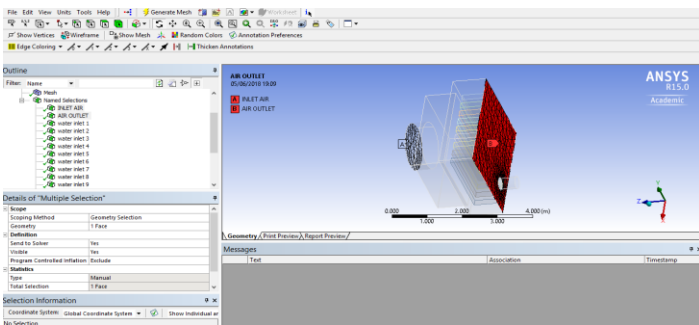 File Edit View Units Tools Help Generate Mesh Worksheet
Show Vertices Wireframe Show Mesh Random Colors Annotation Preferences
Edge Coloring Thicken Annotations
Outline
Filter: Name
Mesh
Named Selections
INLET AIR
AIR OUTLET
water inlet 1
water inlet 2
water inlet 3
water inlet 4
water inlet 5
water inlet 6
water inlet 7
water inlet 8
water inlet 9
Details of "Multiple Selection"
Scope
Scoping Method Geometry Selection
Geometry 1 Face
Definition
Send to Solver Yes
Visible Yes
Program Controlled Inflation Exclude
Statistics
Type Manual
Total Selection 1 Face
Selection Information
Coordinate System: Global Coordinate System Show Individual
No Selection
AIR OUTLET
05/06/2018 18:09
A INLET AIR
B AIR OUTLET
ANSYS
R15.0
Academic
A
B
0.000 2.000 4.000 (m)
1.000 3.000
Y
Z
X
Geometry Print Preview Report Preview
Messages
Text Association Timestamp